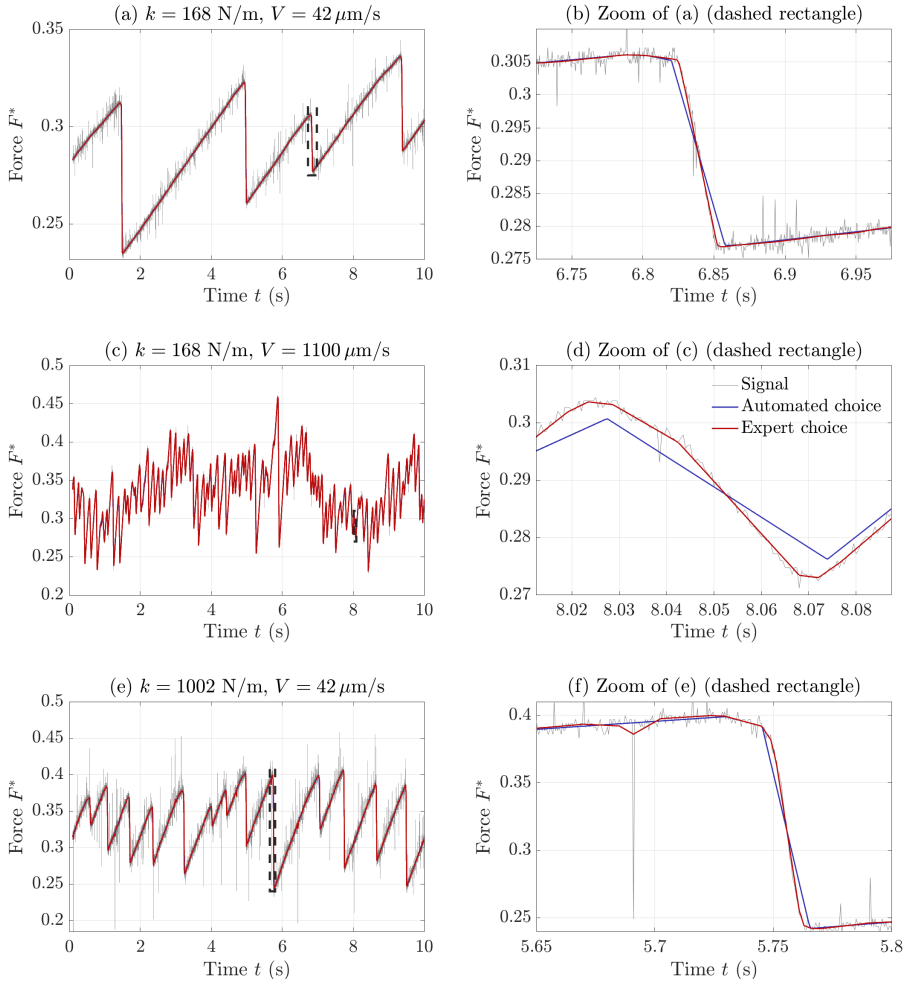 (a) k = 168 N/m, V = 42 μm/s
0.35
0.3
0.25
Force F*
0 2 4 6 8 10
Time t (s)
(b) Zoom of (a) (dashed rectangle)
0.305
0.3
0.295
0.29
0.285
0.28
0.275
Force F*
6.75 6.8 6.85 6.9 6.95
Time t (s)
(c) k = 168 N/m, V = 1100 μm/s
0.5
0.45
0.4
0.35
0.3
0.25
0.2
Force F*
0 2 4 6 8 10
Time t (s)
(d) Zoom of (c) (dashed rectangle)
0.31
0.3
0.29
0.28
0.27
Force F*
Signal
Automated choice
Expert choice
8.02 8.03 8.04 8.05 8.06 8.07 8.08
Time t (s)
(e) k = 1002 N/m, V = 42 μm/s
0.5
0.45
0.4
0.35
0.3
0.25
0.2
Force F*
0 2 4 6 8 10
Time t (s)
(f) Zoom of (e) (dashed rectangle)
0.4
0.35
0.3
0.25
Force F*
5.65 5.7 5.75 5.8
Time t (s)